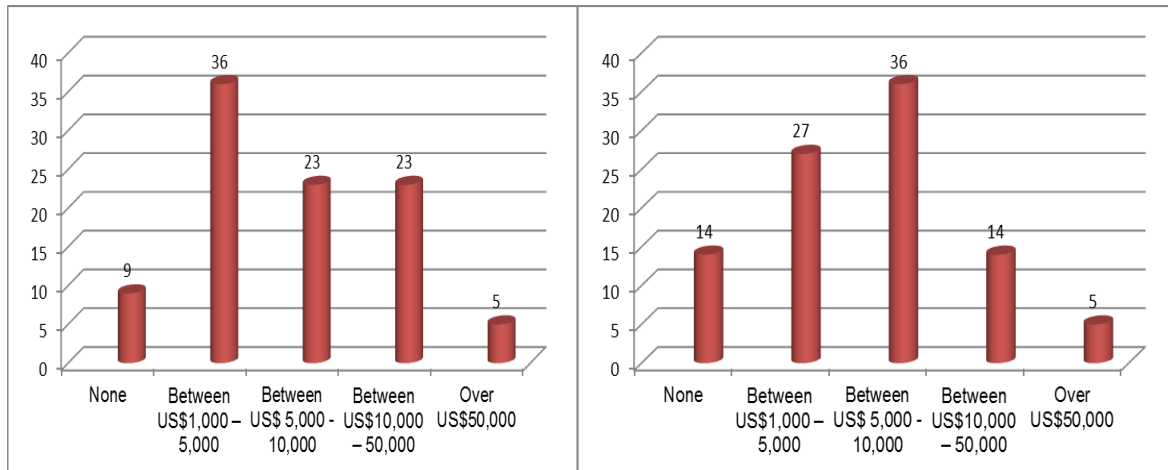 40
35
30
25
20
15
10
5
0
9
36
23
23
5
None
Between
US$1,000 –
5,000
Between
US$ 5,000 -
10,000
Between
US$10,000
– 50,000
Over
US$50,000
40
35
30
25
20
15
10
5
0
14
27
36
14
5
None
Between
US$1,000 –
5,000
Between
US$ 5,000 -
10,000
Between
US$10,000
– 50,000
Over
US$50,000